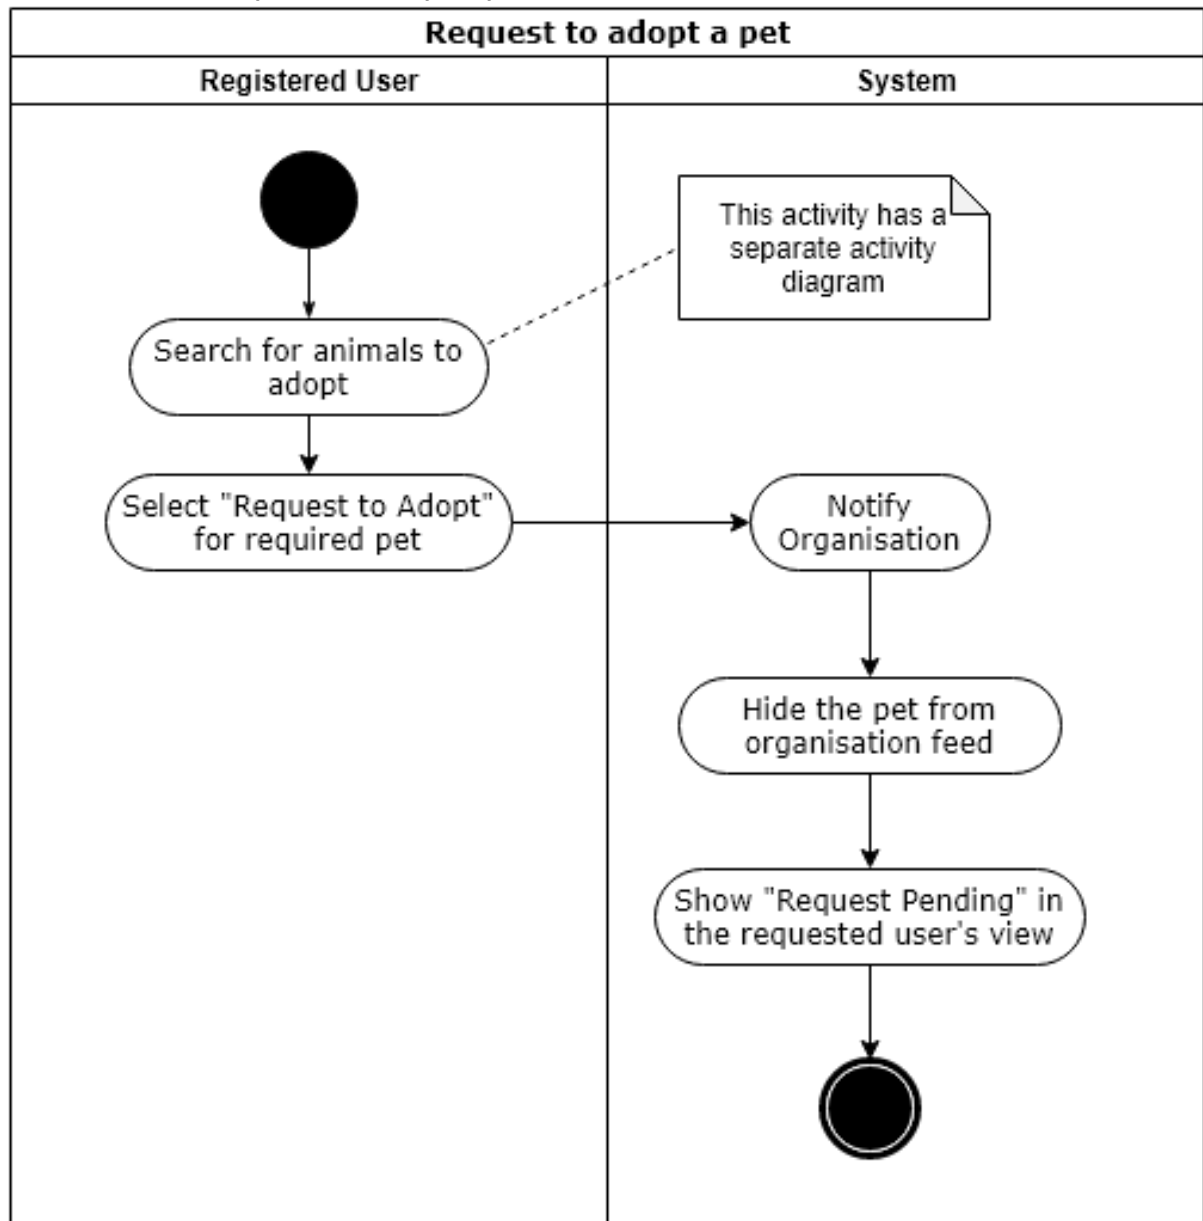 Request to adopt a pet
Registered User
System
This activity has a
separate activity
diagram
Search for animals to
adopt
Select "Request to Adopt"
for required pet
Notify
Organisation
Hide the pet from
organisation feed
Show "Request Pending" in
the requested user's view